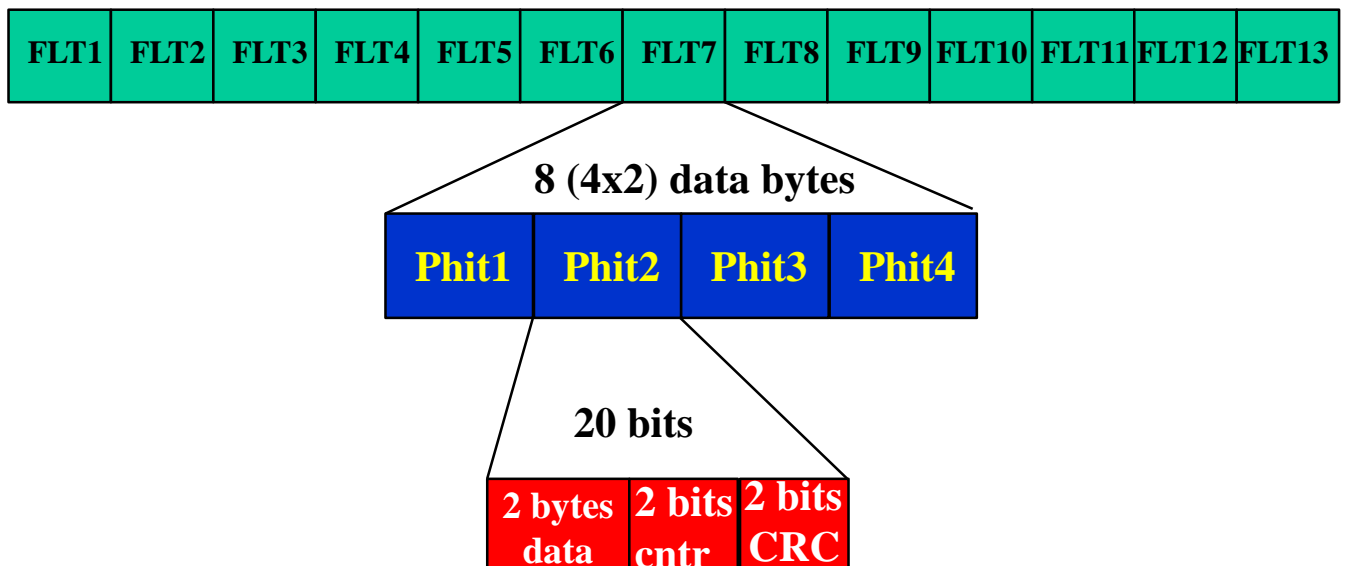 FLT1 FLT2 FLT3 FLT4 FLT5 FLT6 FLT7 FLT8 FLT9 FLT10 FLT11 FLT12 FLT13
8 (4x2) data bytes
Phit1 Phit2 Phit3 Phit4
20 bits
2 bytes
data
2 bits
cntr
2 bits
CRC